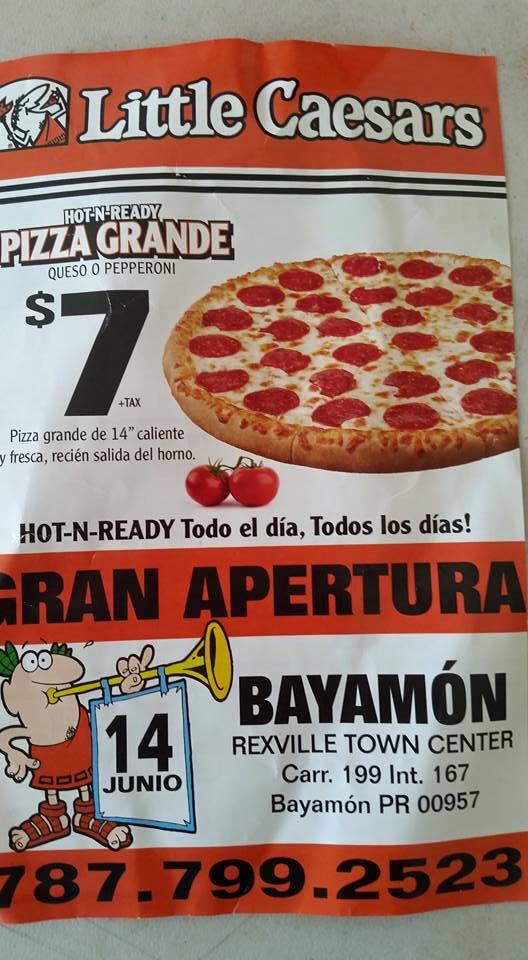 Little Caesars
HOT-N-READY
PIZZA GRANDE
QUESO O PEPPERONI
$7
+TAX
Pizza grande de 14" caliente
y fresca, recién salida del horno.
HOT-N-READY Todo el día, Todos los días!
GRAN APERTURA
14
JUNIO
BAYAMÓN
REXVILLE TOWN CENTER
Carr. 199 Int. 167
Bayamón PR 00957
787.799.2523